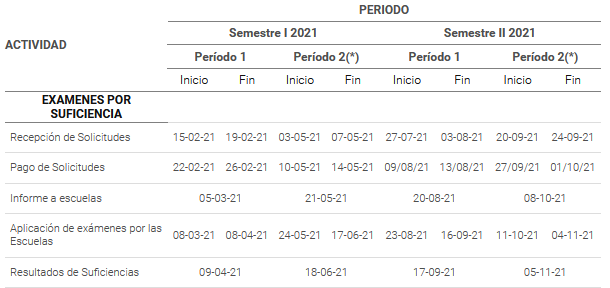 PERIODO
ACTIVIDAD
Semestre I 2021 Semestre II 2021
Período 1 Período 2(*) Período 1 Período 2(*)
Inicio Fin Inicio Fin Inicio Fin Inicio Fin
EXAMENES POR
SUFICIENCIA
Recepción de Solicitudes 15-02-21 19-02-21 03-05-21 07-05-21 27-07-21 03-08-21 20-09-21 24-09-21
Pago de Solicitudes 22-02-21 26-02-21 10-05-21 14-05-21 09/08/21 13/08/21 27/09/21 01/10/21
Informe a escuelas 05-03-21 21-05-21 20-08-21 08-10-21
Aplicación de exámenes por las
Escuelas 08-03-21 08-04-21 24-05-21 17-06-21 23-08-21 16-09-21 11-10-21 04-11-21
Resultados de Suficiencias 09-04-21 18-06-21 17-09-21 05-11-21